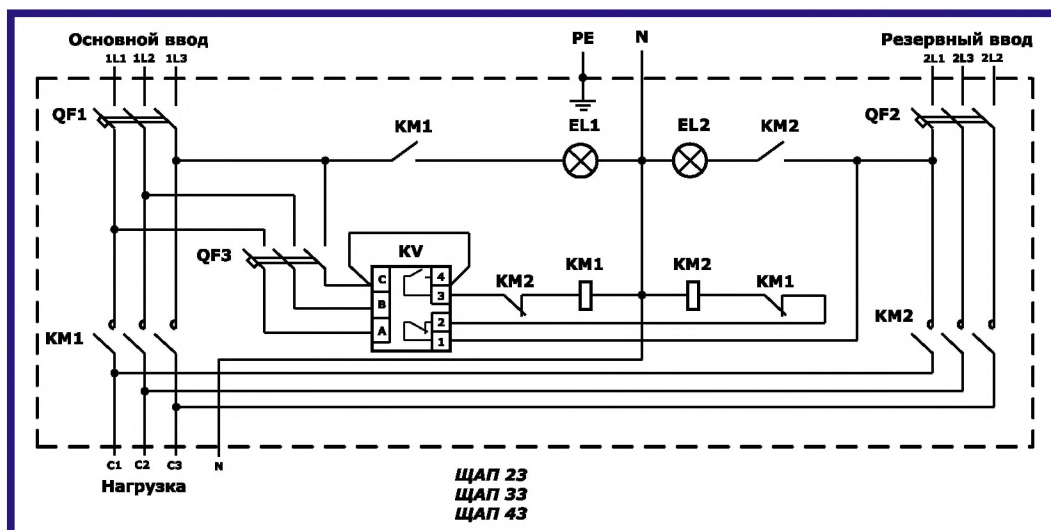 Основной ввод
1L1 1L2 1L3
PE
N
Резервный ввод
2L1 2L3 2L2
QF1
KM1
EL1
EL2
KM2
QF2
QF3
KV
C
B
A
4
3
2
1
KM2
KM1
KM2
KM1
KM1
KM2
C1 C2 C3 N
Нагрузка
ЩАП 23
ЩАП 33
ЩАП 43